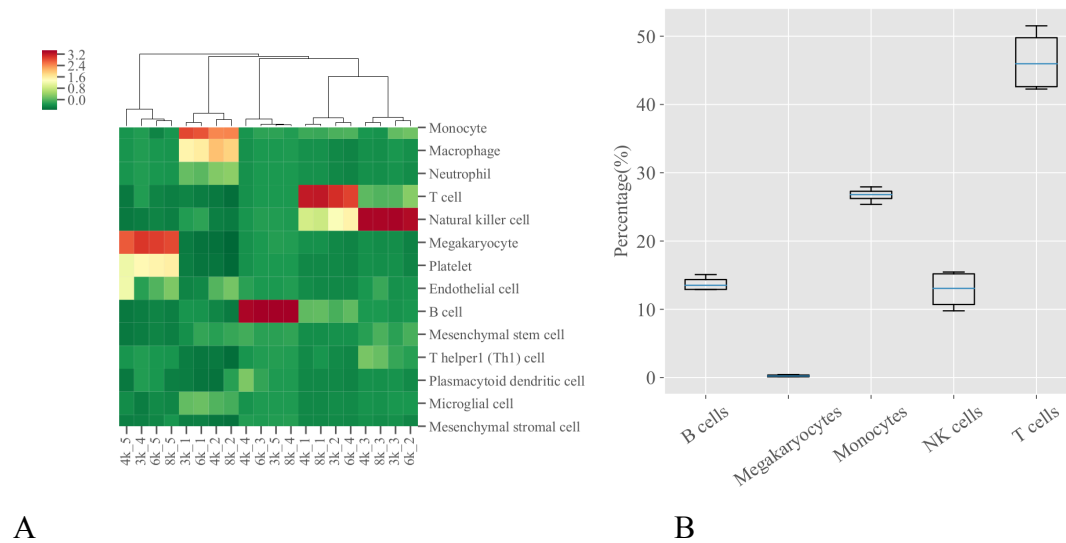 3.2
2.4
1.6
0.8
0.0
Monocyte
Macrophage
Neutrophil
T cell
Natural killer cell
Megakaryocyte
Platelet
Endothelial cell
B cell
Mesenchymal stem cell
T helper1 (Th1) cell
Plasmacytoid dendritic cell
Microglial cell
Mesenchymal stromal cell
4k_5
3k_4
6k_5
8k_5
3k_1
6k_1
4k_2
8k_2
4k_4
6k_3
3k_5
8k_4
4k_1
8k_1
3k_2
6k_4
4k_3
8k_3
3k_3
6k_2
A
Percentage(%)
50
40
30
20
10
0
B cells
Megakaryocytes
Monocytes
NK cells
T cells
B